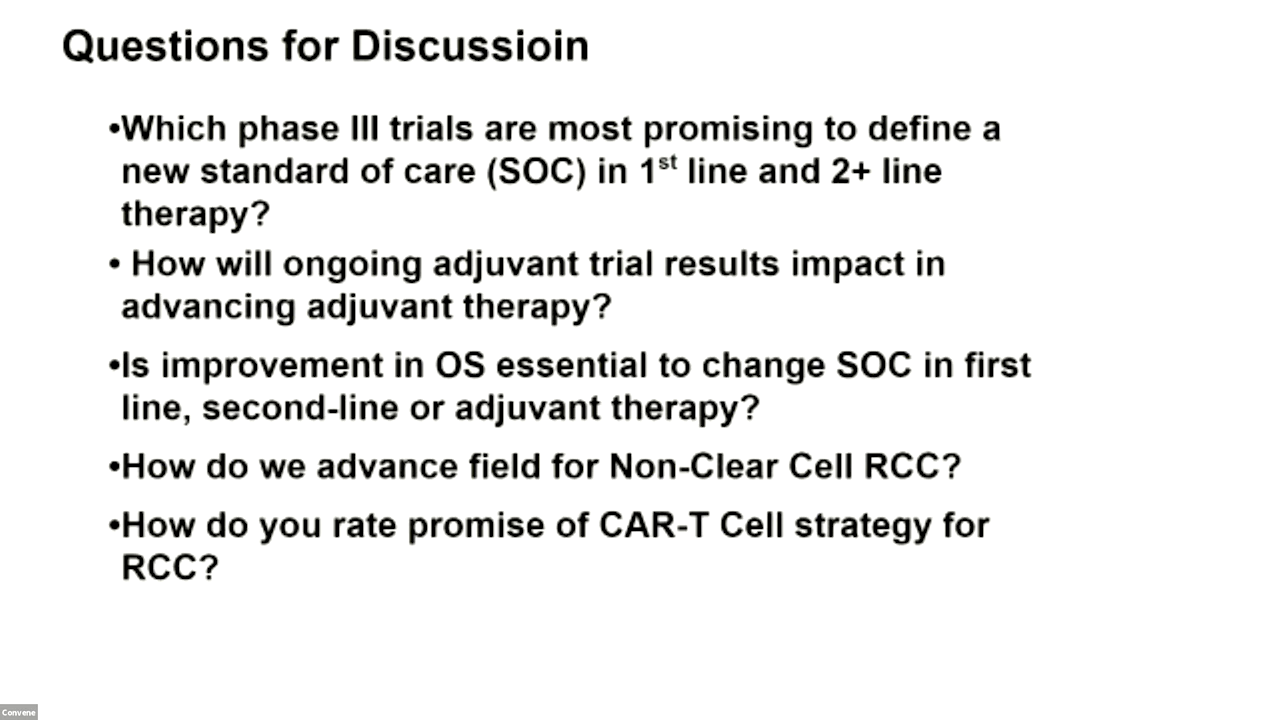 Questions for Discussioin
•Which phase III trials are most promising to define a
new standard of care (SOC) in 1st line and 2+ line
therapy?
• How will ongoing adjuvant trial results impact in
advancing adjuvant therapy?
•Is improvement in OS essential to change SOC in first
line, second-line or adjuvant therapy?
•How do we advance field for Non-Clear Cell RCC?
•How do you rate promise of CAR-T Cell strategy for
RCC?
Convene